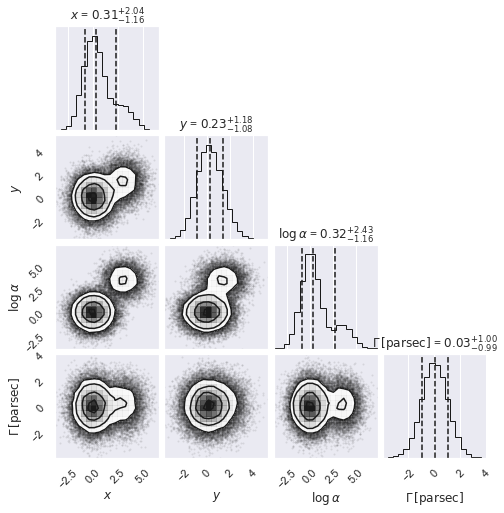 x = 0.31+2.04−1.16
y = 0.23+1.18−1.08
y
4
2
0
−2
log α = 0.32+2.43−1.16
log α
5.0
2.5
0.0
−2.5
Γ [parsec] = 0.03+1.00−0.99
Γ [parsec]
4
2
0
−2
−2.5 0.0 2.5 5.0
−2 0 2 4
−2.5 0.0 2.5 5.0
−2 0 2 4
x
y
log α
Γ [parsec]